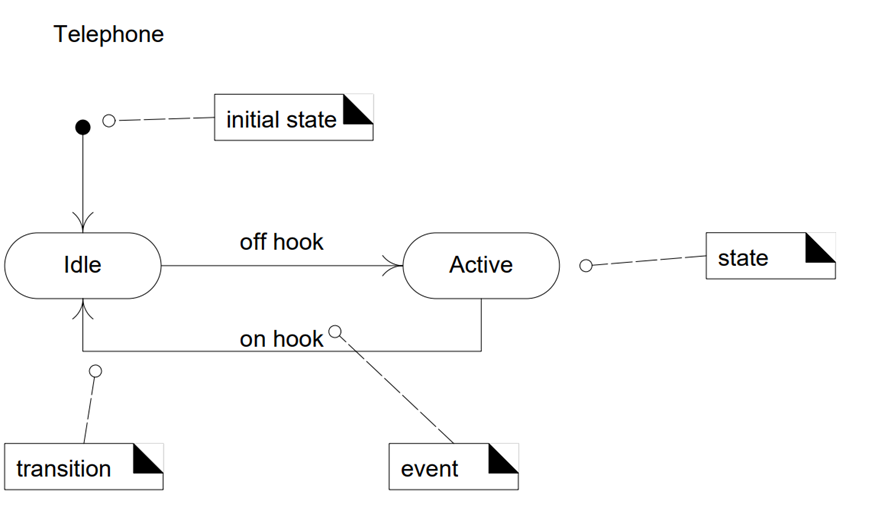 Telephone
initial state
off hook
Idle
Active
state
on hook
transition
event